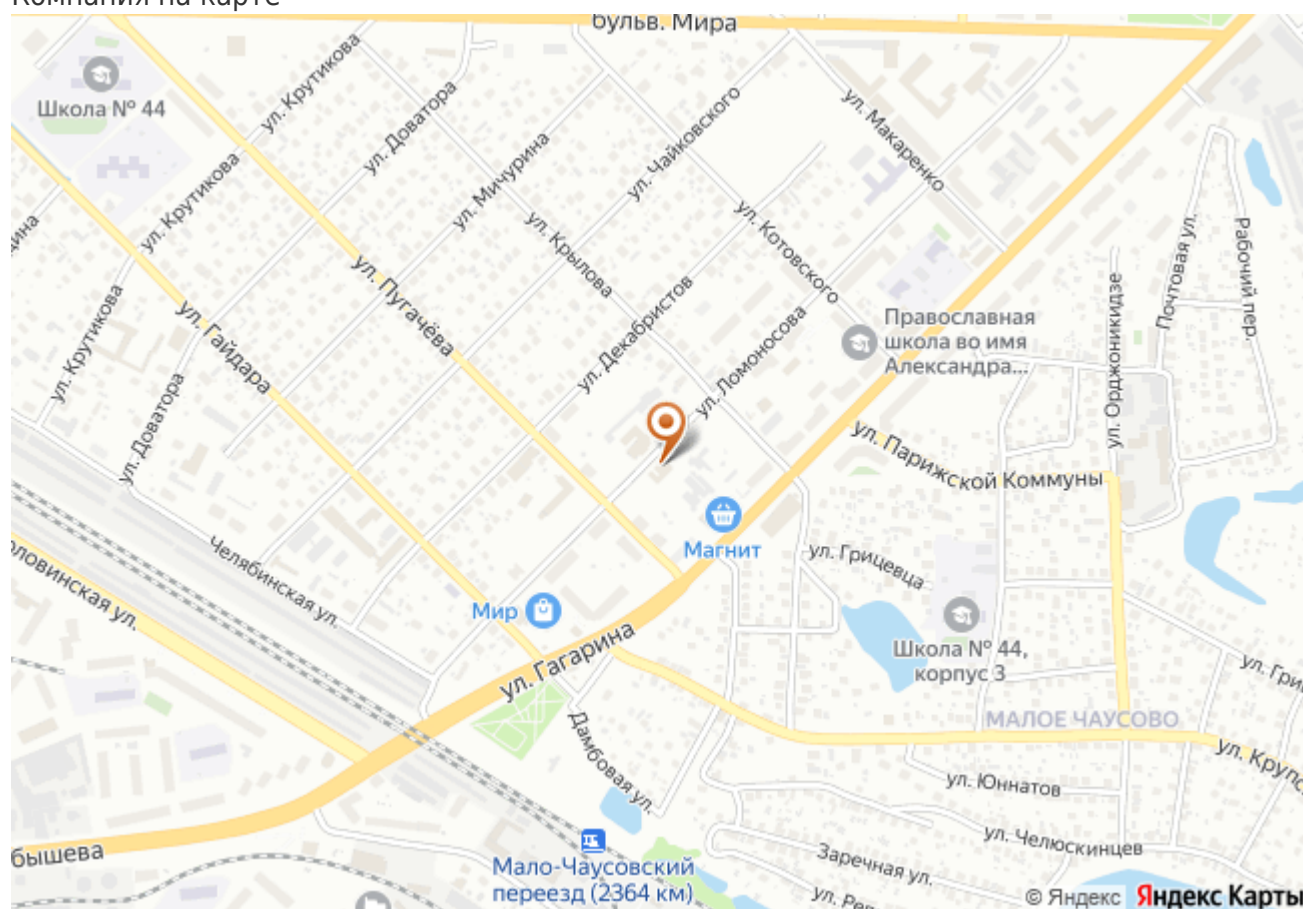 Компания на карте
бульв. Мира
Школа № 44
ул. Крутикова
ул. Доватора
ул. Макаренко
ул. Чайковского
ул. Мичурина
ул. Крутикова
ул. Котовского
ул. Крылова
Рабочий пер.
Почтовая ул.
ул. Орджоникидзе
ул. Пугачёва
ул. Крутикова
ул. Гайдара
ул. Декабристов
ул. Ломоносова
Православная
школа во имя
Александра...
ул. Доватора
ул. Парижской Коммуны
Магнит
ул. Грицевца
Челябинская ул.
Мир
ул. Гагарина
Школа № 44,
корпус 3
МАЛОЕ ЧАУСОВО
Дамбовая ул.
ул. Юннатов
ул. Челюскинцев
Заречная ул.
Мало-Чаусовский
переезд (2364 км)
© Яндекс Яндекс Карты